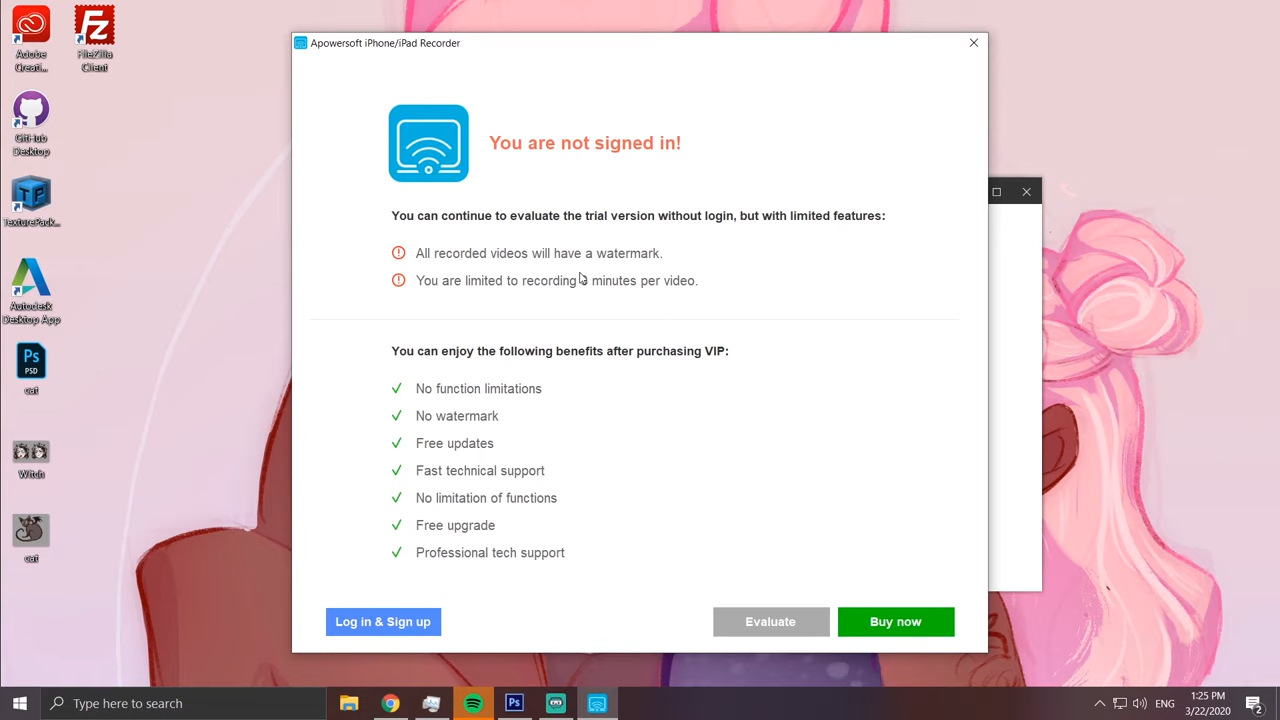 Adobe
Creati...
FileZilla
Client
GitHub
Desktop
TexturePack...
Autodesk
Desktop App
Ps
PSD
cat
Witch
cat
Apowersoft iPhone/iPad Recorder
You are not signed in!
You can continue to evaluate the trial version without login, but with limited features:
All recorded videos will have a watermark.
You are limited to recording minutes per video.
You can enjoy the following benefits after purchasing VIP:
No function limitations
No watermark
Free updates
Fast technical support
No limitation of functions
Free upgrade
Professional tech support
Log in & Sign up
Evaluate
Buy now
Type here to search
Ps
ENG
1:25 PM
3/22/2020
2